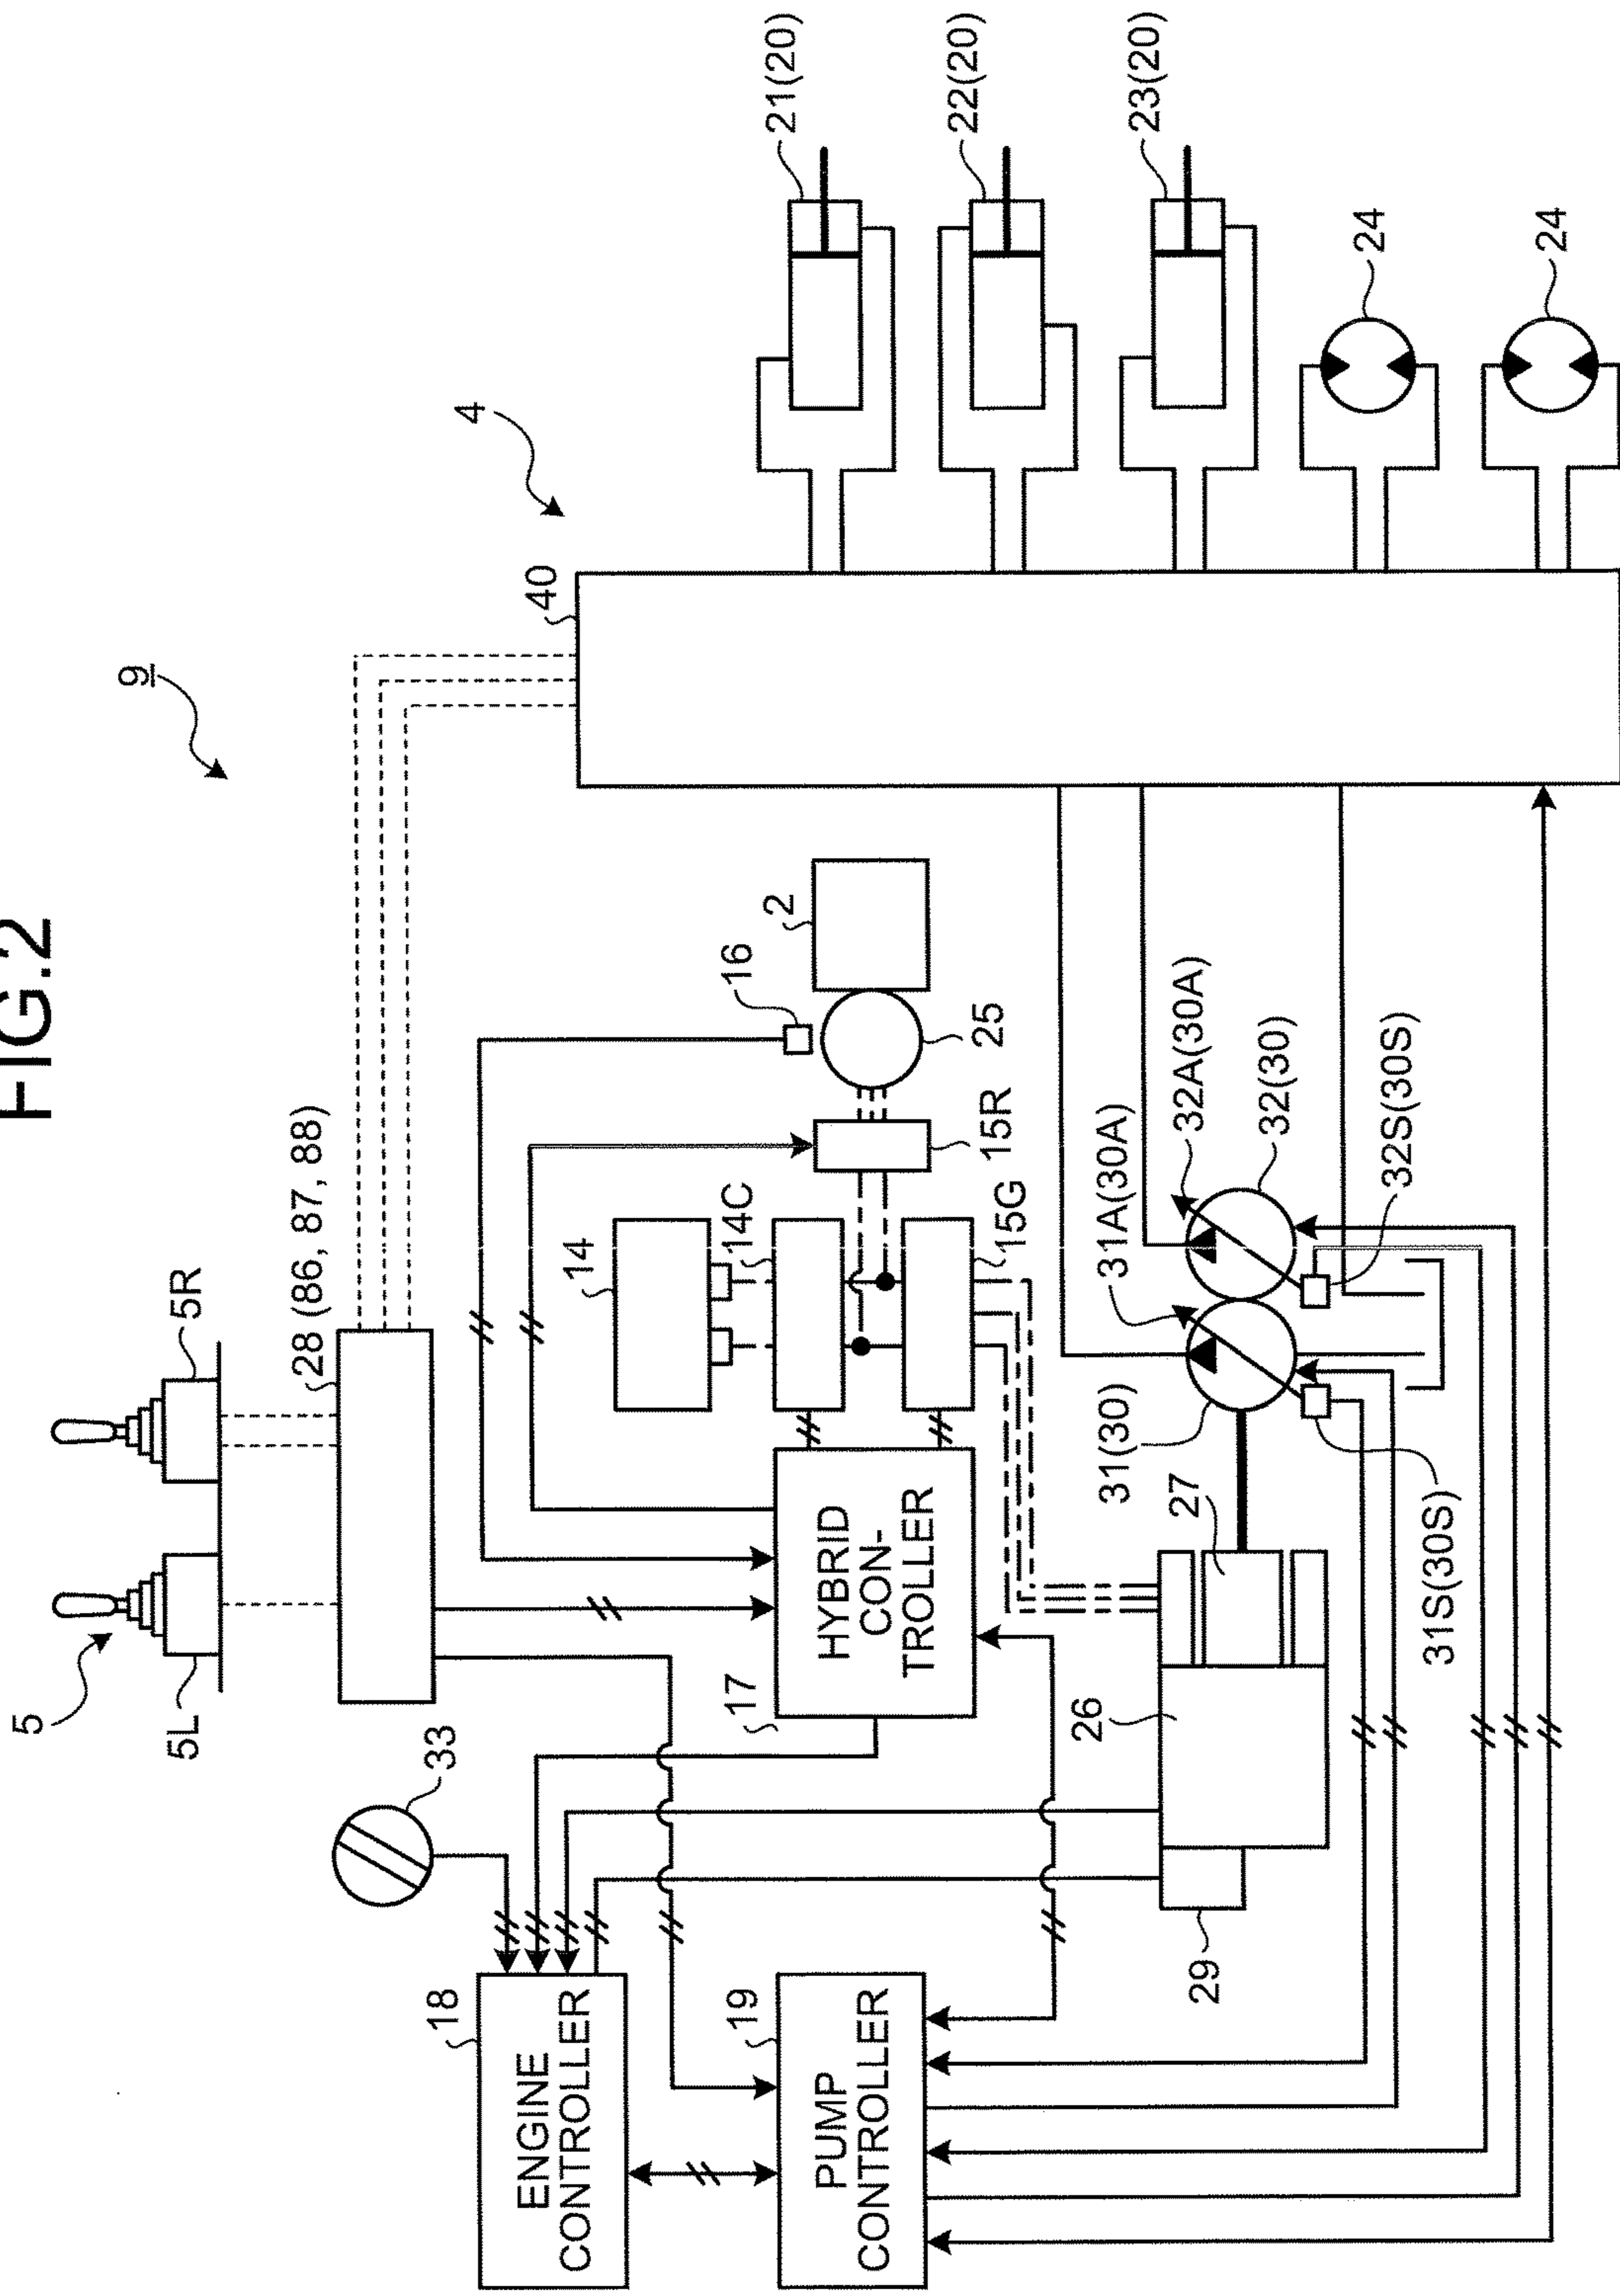 FIG.2
9
5
5L
5R
28 (86, 87, 88)
33
4
40
21(20)
22(20)
23(20)
24
24
18
ENGINE
CONTROLLER
19
PUMP
CONTROLLER
17
HYBRID
CON-
TROLLER
14
14C
15G
15R
16
2
25
26
27
29
31(30)
31A(30A)
32A(30A)
32(30)
32S(30S)
31S(30S)